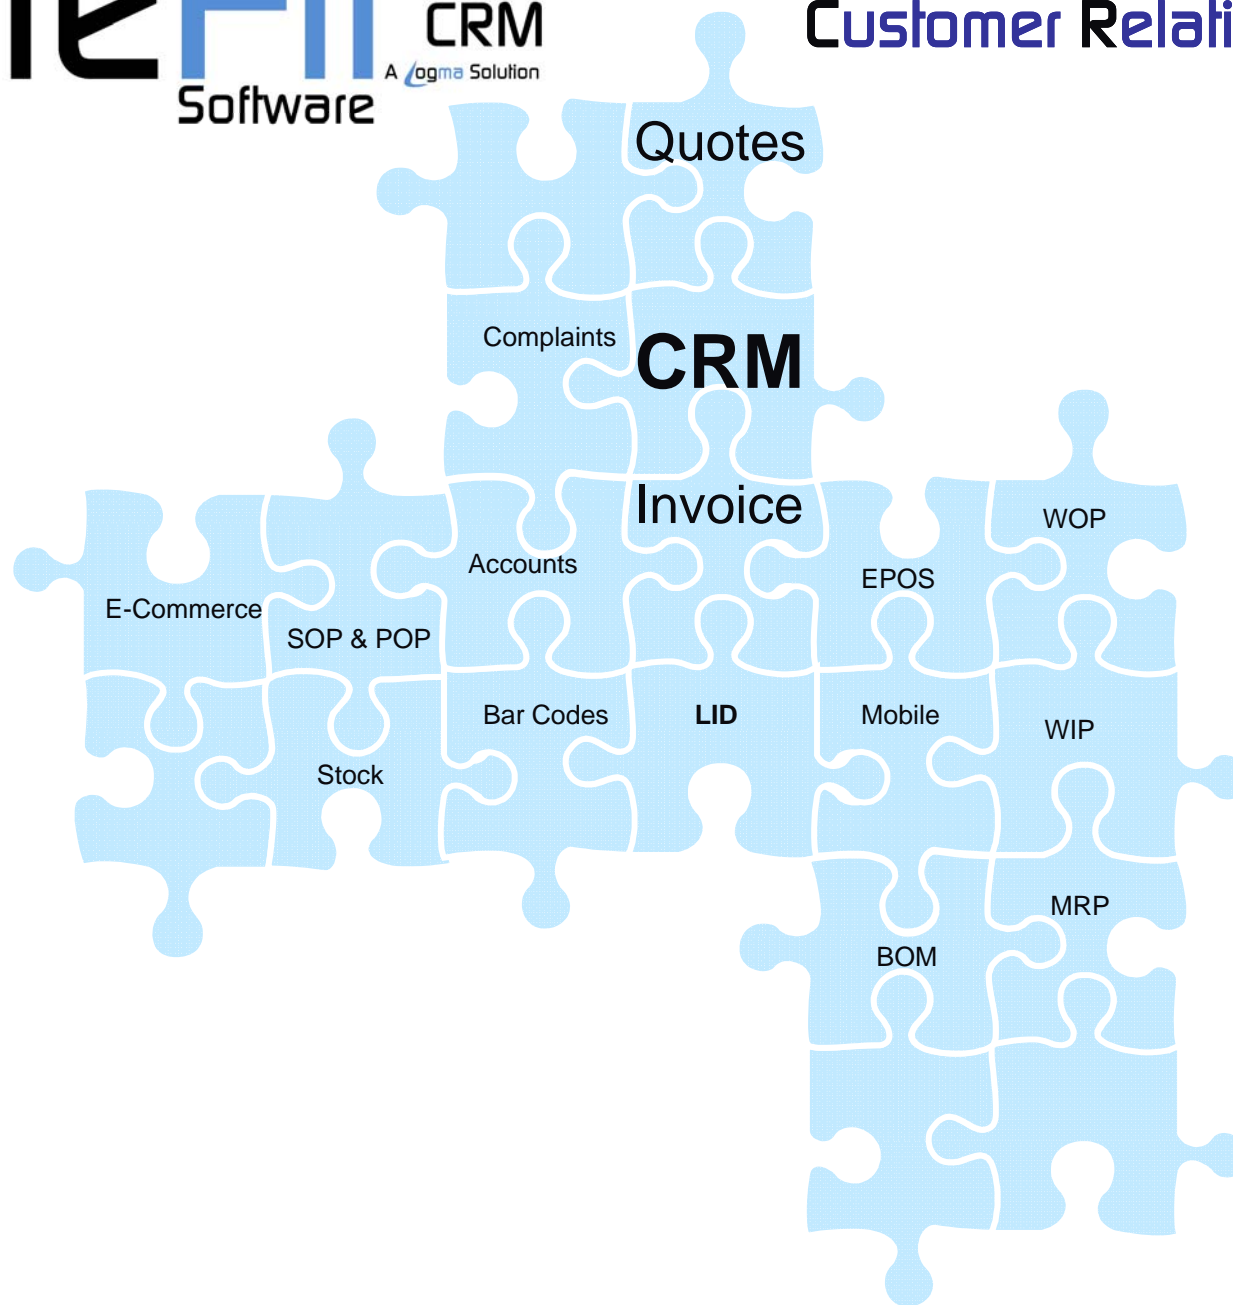 CRM
A Logma Solution
Software
Customer Relati
Quotes
Complaints
CRM
Invoice
WOP
Accounts
EPOS
E-Commerce
SOP & POP
Bar Codes
LID
Mobile
WIP
Stock
MRP
BOM